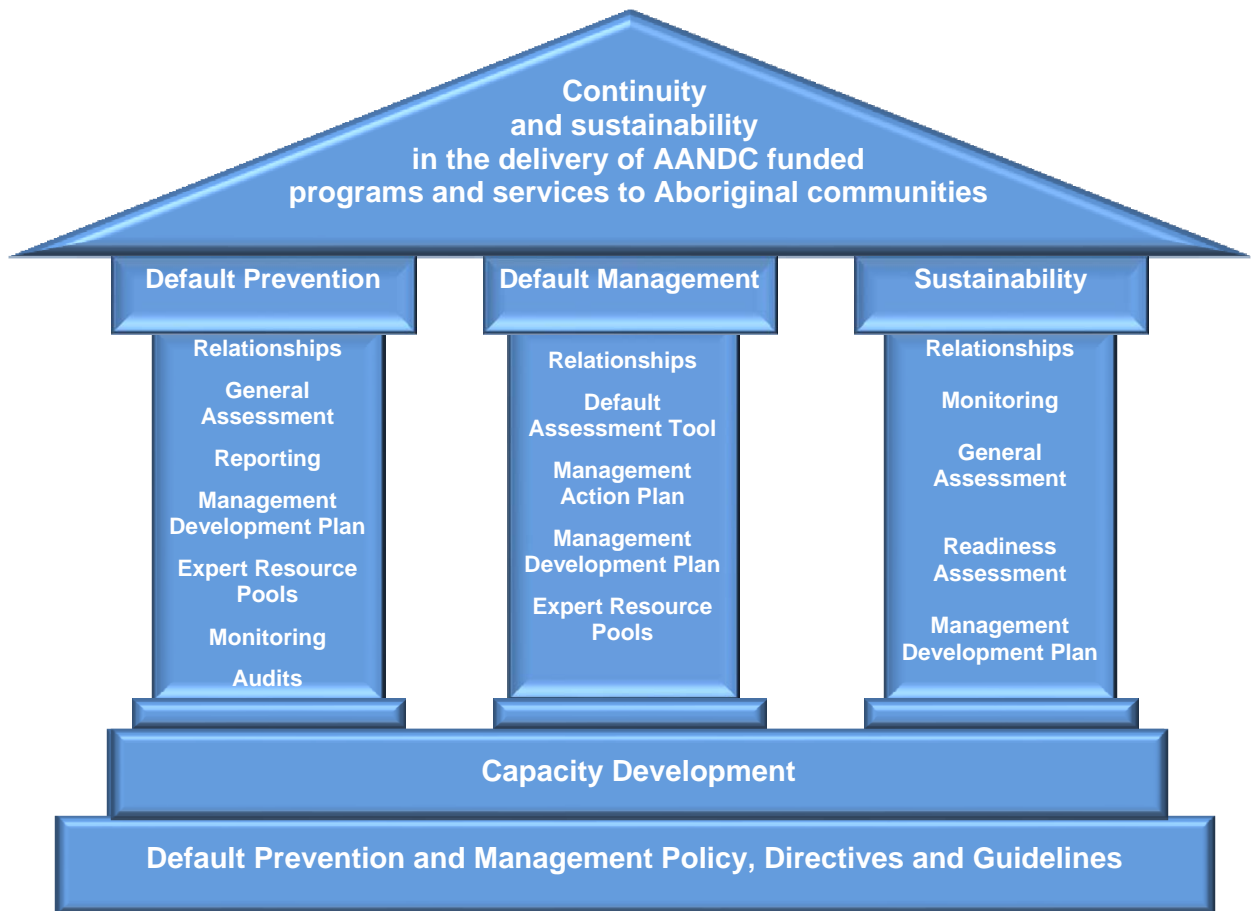 Continuity
and sustainability
in the delivery of AANDC funded
programs and services to Aboriginal communities
Default Prevention
Relationships
General
Assessment
Reporting
Management
Development Plan
Expert Resource
Pools
Monitoring
Audits
Default Management
Relationships
Default
Assessment Tool
Management
Action Plan
Management
Development Plan
Expert Resource
Pools
Sustainability
Relationships
Monitoring
General
Assessment
Readiness
Assessment
Management
Development Plan
Capacity Development
Default Prevention and Management Policy, Directives and Guidelines